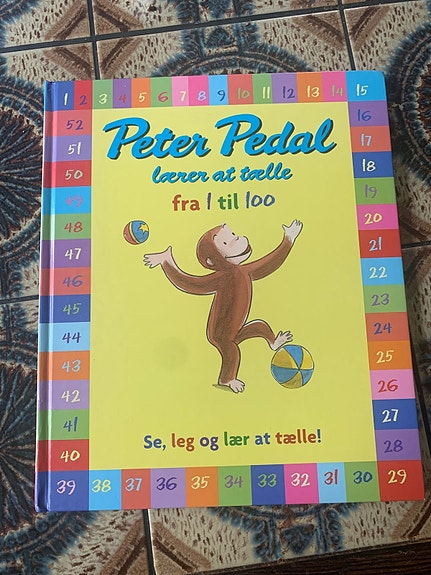 1 2 3 4 5 6 7 8 9 10 11 12 13 14 15
52 16
51 17
50 18
49 19
48 20
47 21
46 22
45 23
44 24
43 25
42 26
41 27
40 28
39 38 37 36 35 34 33 32 31 30 29
Peter Pedal
lærer at tælle
fra 1 til 100
Se, leg og lær at tælle!